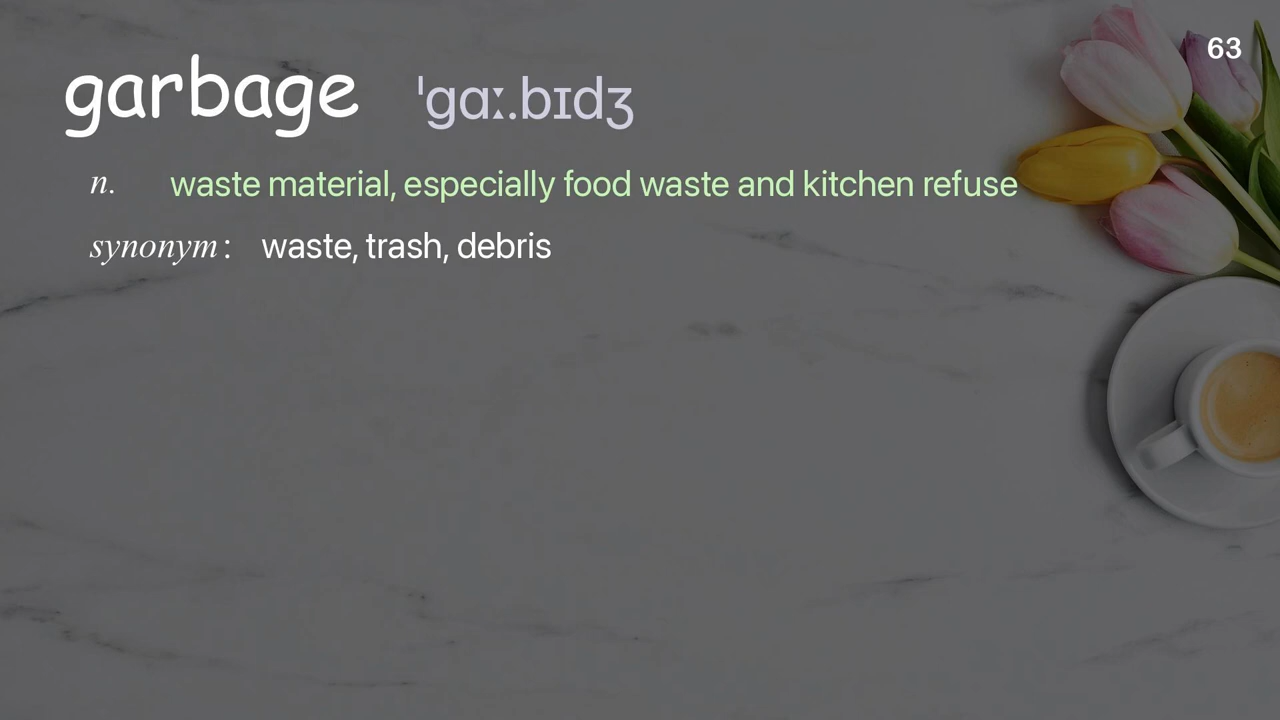 63
garbage ˈɡɑː.bɪdʒ
n. waste material, especially food waste and kitchen refuse
synonym: waste, trash, debris